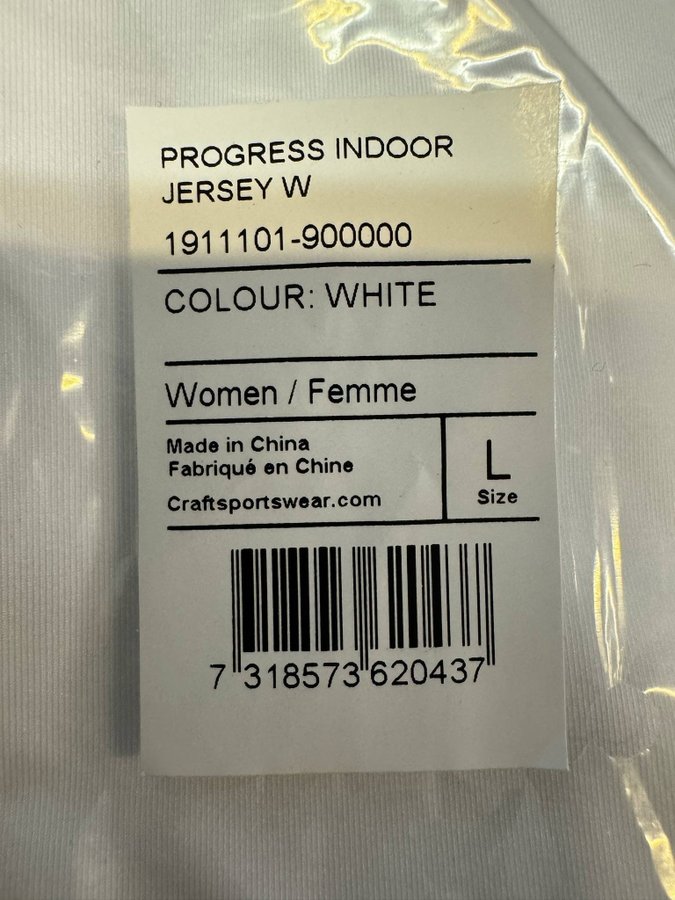 PROGRESS INDOOR
JERSEY W
1911101-900000
COLOUR: WHITE
Women / Femme
Made in China
Fabriqué en Chine
Craftsportswear.com
L
Size
7 318573 620437